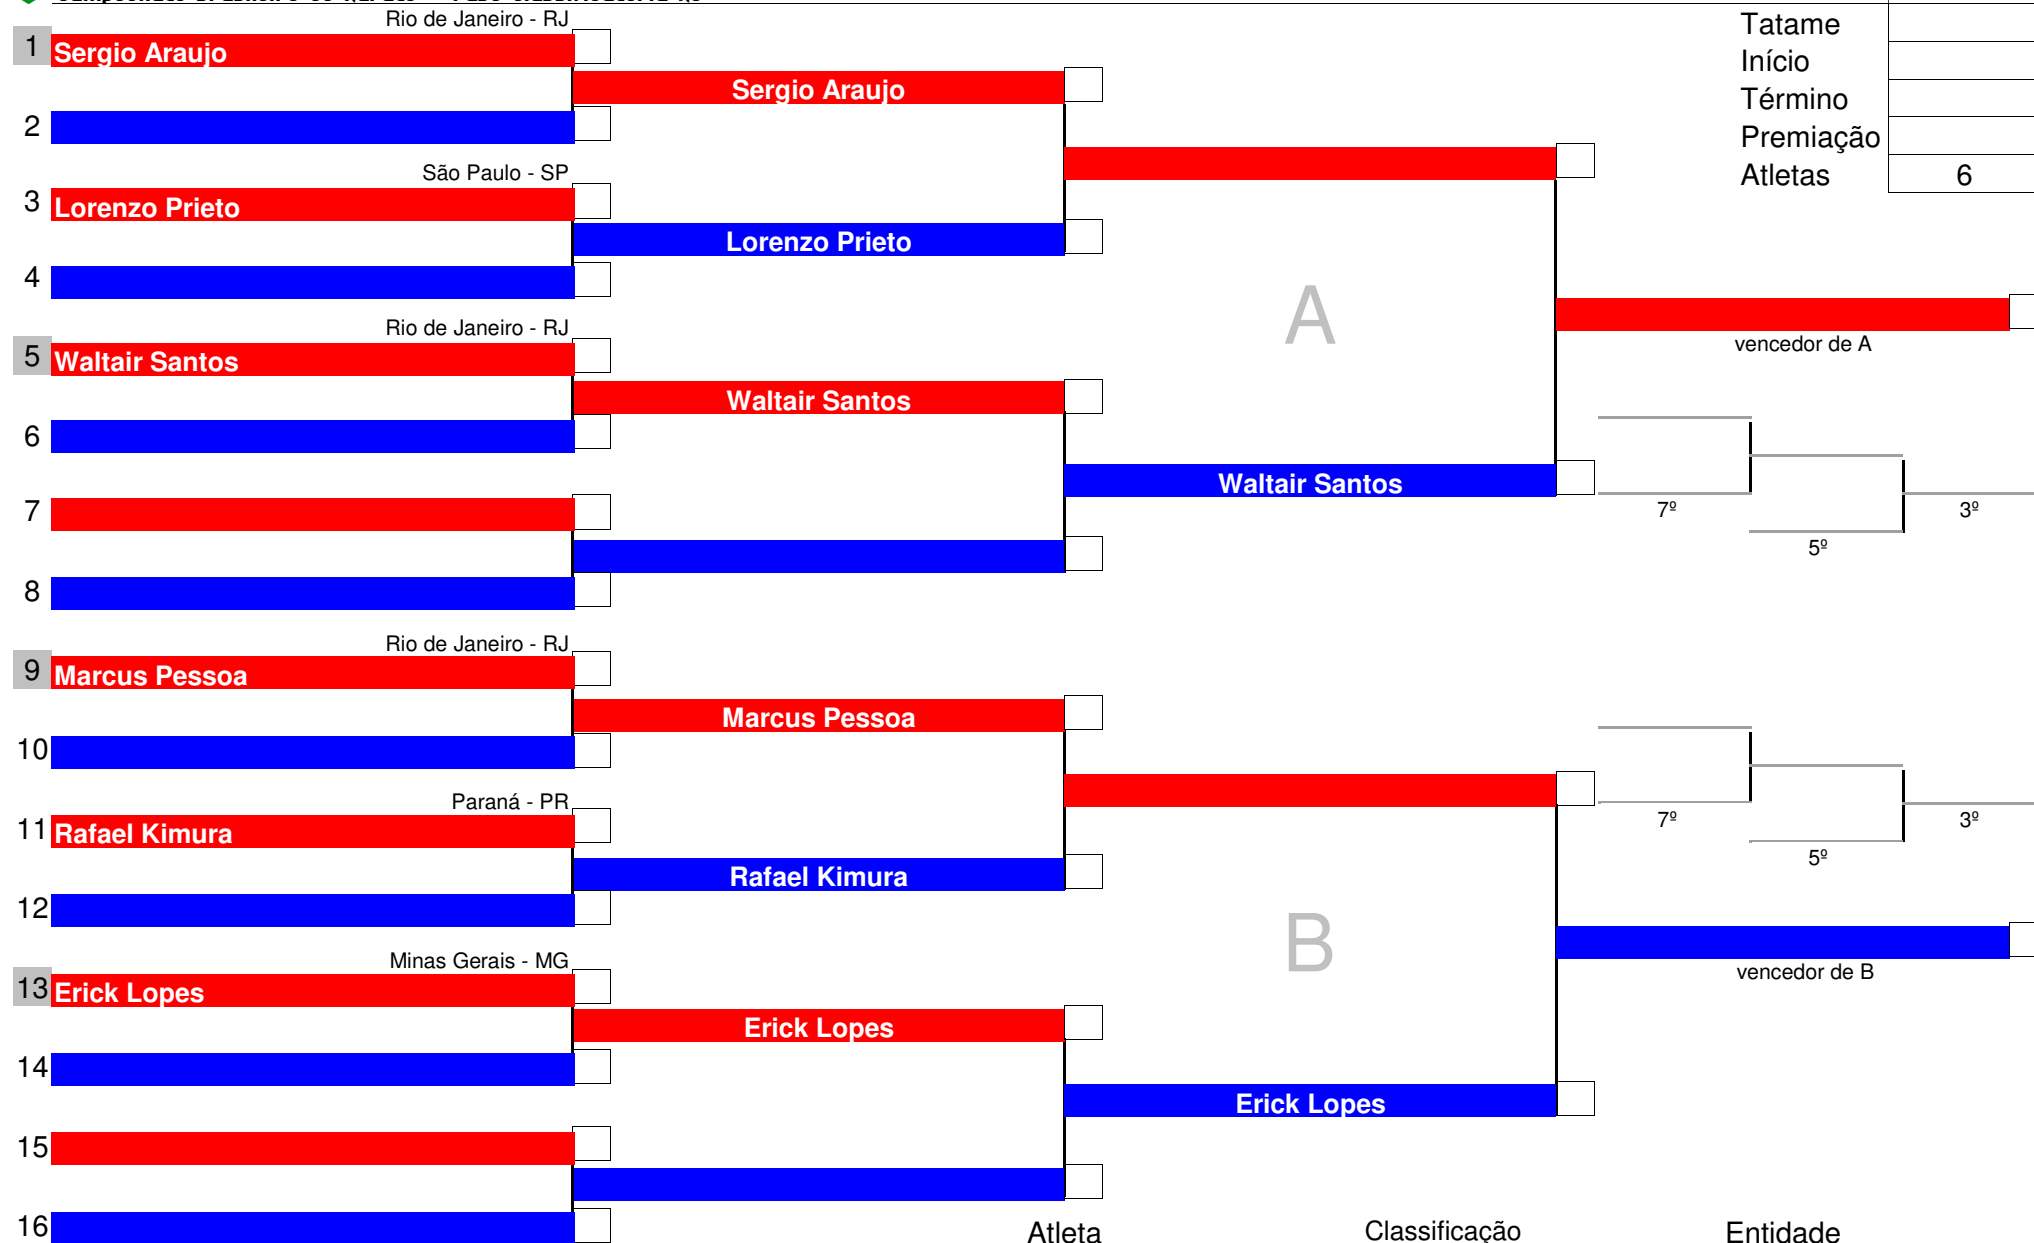 Rio de Janeiro - RJ
1 Sergio Araujo
Sergio Araujo
2
São Paulo - SP
3 Lorenzo Prieto
Lorenzo Prieto
4
Rio de Janeiro - RJ
5 Waltair Santos
Waltair Santos
6
Waltair Santos
7
8
A
Rio de Janeiro - RJ
9 Marcus Pessoa
Marcus Pessoa
10
Paraná - PR
11 Rafael Kimura
Rafael Kimura
12
Minas Gerais - MG
13 Erick Lopes
Erick Lopes
14
Erick Lopes
15
16
B
Tatame
Início
Término
Premiação
Atletas 6
vencedor de A
7º
5º
3º
7º
5º
3º
vencedor de B
Atleta Classificação Entidade